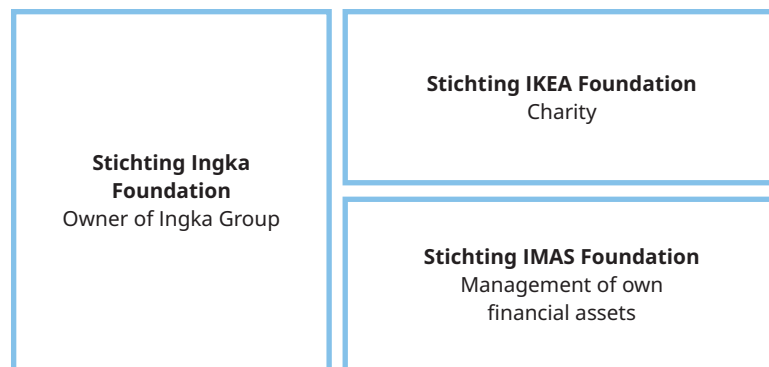 Stichting Ingka
Foundation
Owner of Ingka Group
Stichting IKEA Foundation
Charity
Stichting IMAS Foundation
Management of own
financial assets